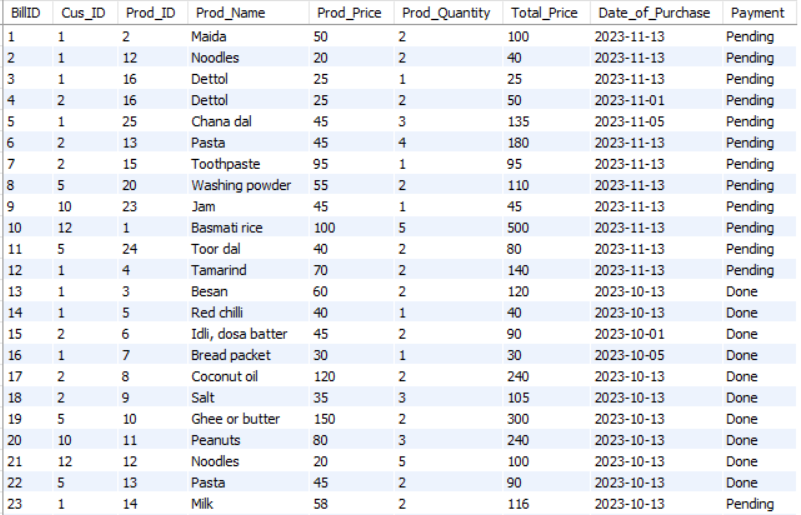 BillID Cus_ID Prod_ID Prod_Name Prod_Price Prod_Quantity Total_Price Date_of_Purchase Payment
1 1 2 Maida 50 2 100 2023-11-13 Pending
2 1 12 Noodles 20 2 40 2023-11-13 Pending
3 1 16 Dettol 25 1 25 2023-11-13 Pending
4 2 16 Dettol 25 2 50 2023-11-01 Pending
5 1 25 Chana dal 45 3 135 2023-11-05 Pending
6 2 13 Pasta 45 4 180 2023-11-13 Pending
7 2 15 Toothpaste 95 1 95 2023-11-13 Pending
8 5 20 Washing powder 55 2 110 2023-11-13 Pending
9 10 23 Jam 45 1 45 2023-11-13 Pending
10 12 1 Basmati rice 100 5 500 2023-11-13 Pending
11 5 24 Toor dal 40 2 80 2023-11-13 Pending
12 1 4 Tamarind 70 2 140 2023-11-13 Pending
13 1 3 Besan 60 2 120 2023-10-13 Done
14 1 5 Red chilli 40 1 40 2023-10-13 Done
15 2 6 Idli, dosa batter 45 2 90 2023-10-01 Done
16 1 7 Bread packet 30 1 30 2023-10-05 Done
17 2 8 Coconut oil 120 2 240 2023-10-13 Done
18 2 9 Salt 35 3 105 2023-10-13 Done
19 5 10 Ghee or butter 150 2 300 2023-10-13 Done
20 10 11 Peanuts 80 3 240 2023-10-13 Done
21 12 12 Noodles 20 5 100 2023-10-13 Done
22 5 13 Pasta 45 2 90 2023-10-13 Done
23 1 14 Milk 58 2 116 2023-10-13 Pending